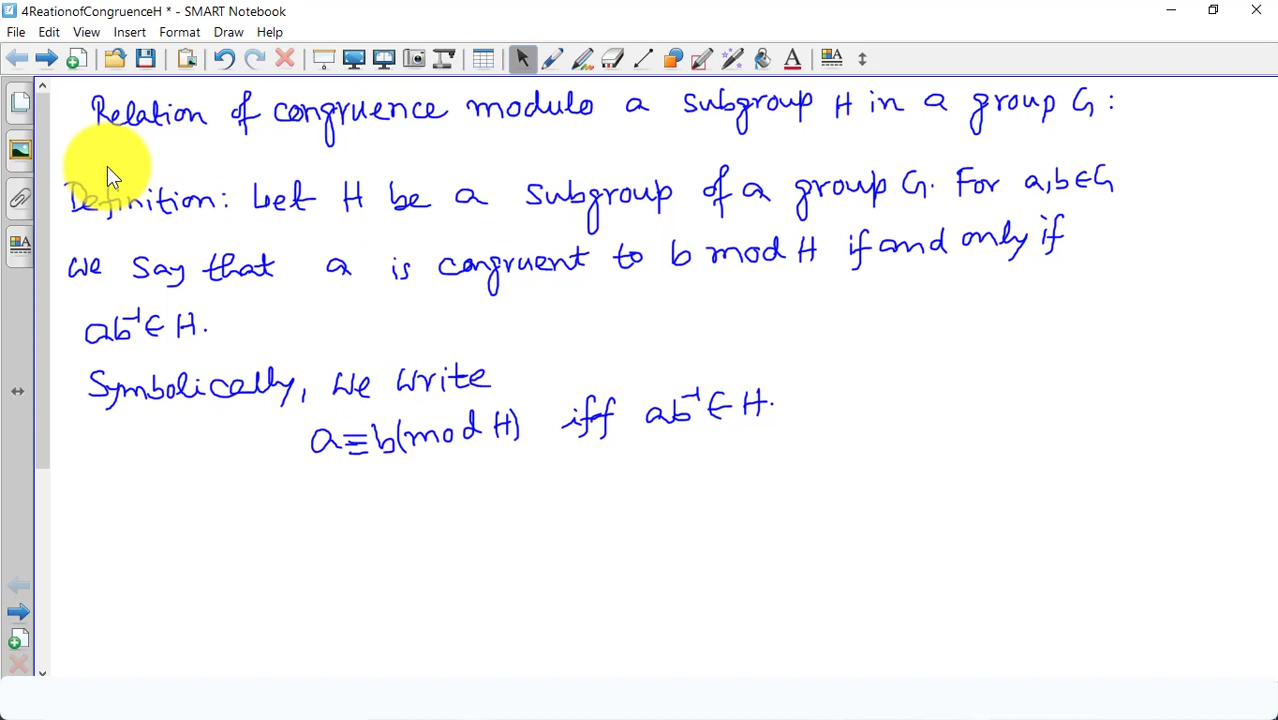 4ReationofCongruenceH * - SMART Notebook
File Edit View Insert Format Draw Help
Relation of congruence modulo a subgroup H in a group G:
Definition: Let H be a subgroup of a group G. For a,b∈G
we say that a is congruent to b mod H if and only if
ab⁻¹∈ H.
Symbolically, we write
a≡b(mod H) iff ab⁻¹∈ H.